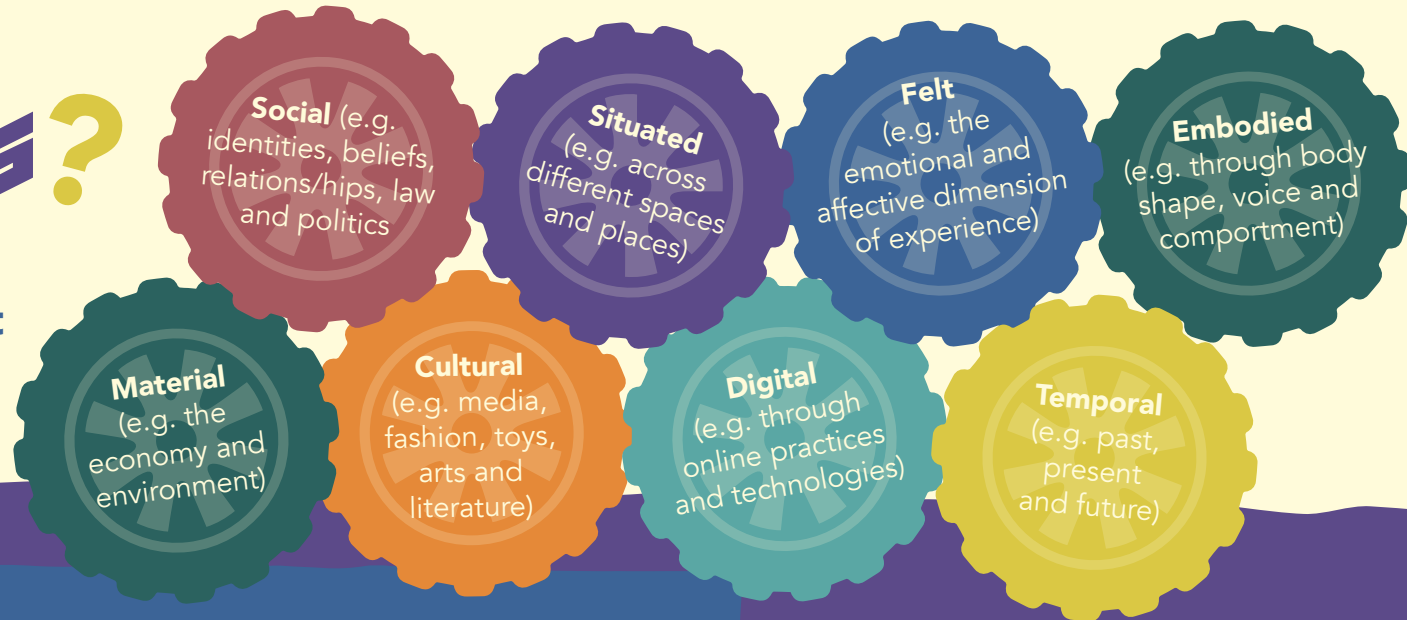 ?
Social (e.g.
identities, beliefs,
relations/hips, law
and politics
Situated
(e.g. across
different spaces
and places)
Felt
(e.g. the
emotional and
affective dimension
of experience)
Embodied
(e.g. through body
shape, voice and
comportment)
Material
(e.g. the
economy and
environment)
Cultural
(e.g. media,
fashion, toys,
arts and
literature)
Digital
(e.g. through
online practices
and technologies)
Temporal
(e.g. past,
present
and future)